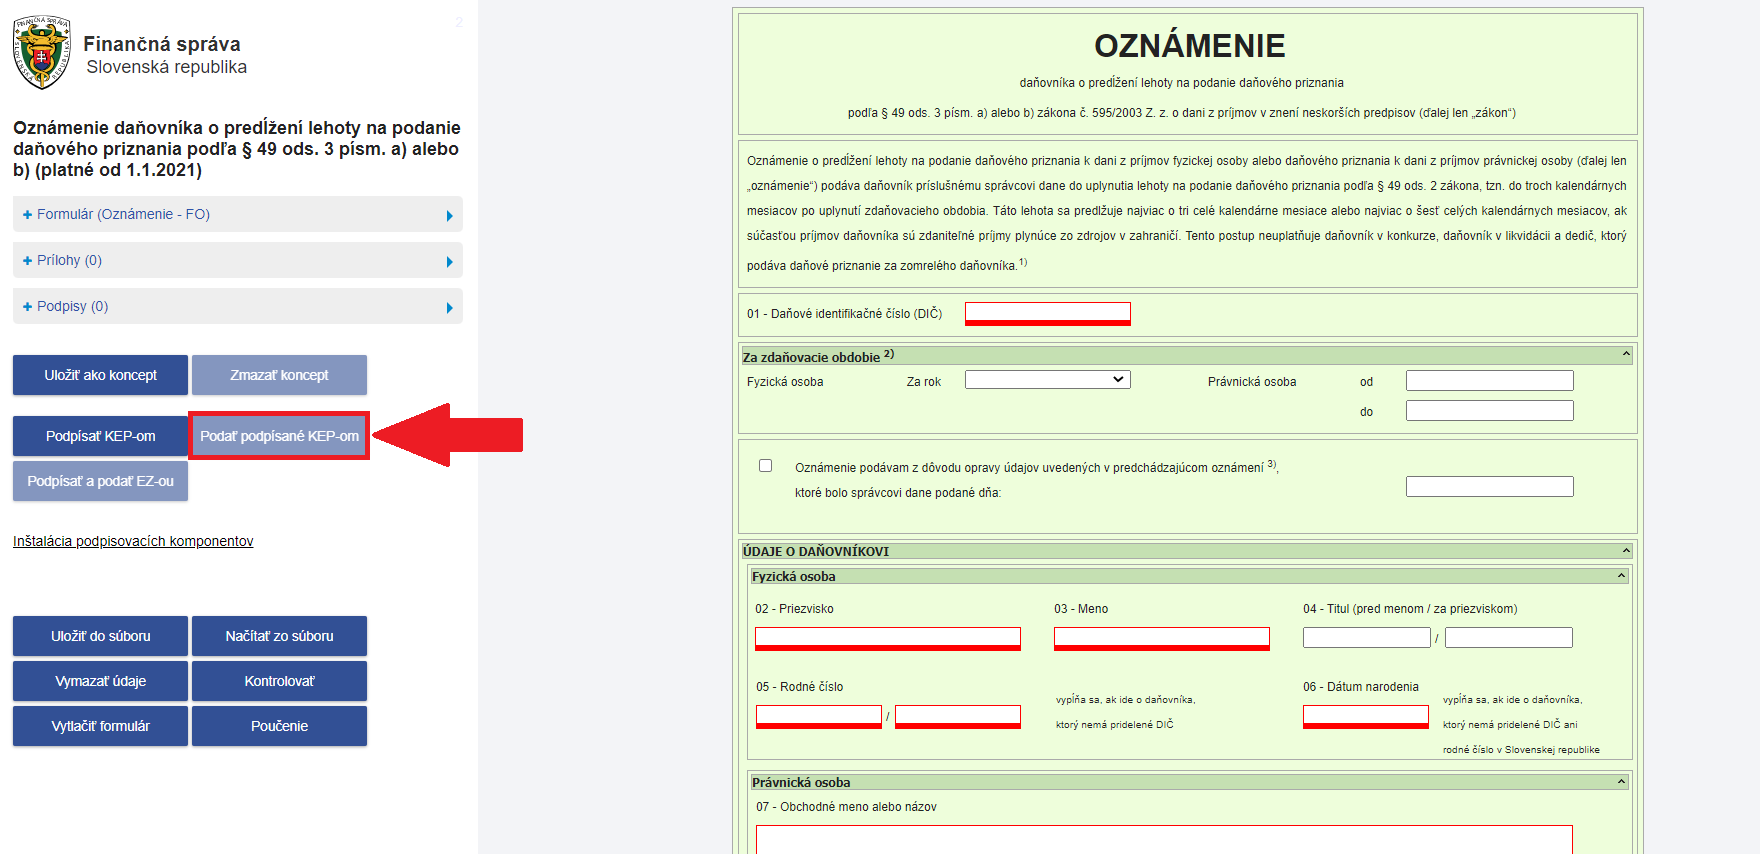 FINANČNÁ SPRÁVA
SLOVENSKÁ REPUBLIKA
2
Finančná správa
Slovenská republika
Oznámenie daňovníka o predĺžení lehoty na podanie
daňového priznania podľa § 49 ods. 3 písm. a) alebo
b) (platné od 1.1.2021)
+ Formulár (Oznámenie - FO)
+ Prílohy (0)
+ Podpisy (0)
Uložiť ako koncept
Zmazať koncept
Podpísať KEP-om
Podať podpísané KEP-om
Podpísať a podať EZ-ou
Inštalácia podpisovacích komponentov
Uložiť do súboru
Načítať zo súboru
Vymazať údaje
Kontrolovať
Vytlačiť formulár
Poučenie
OZNÁMENIE
daňovníka o predĺžení lehoty na podanie daňového priznania
podľa § 49 ods. 3 písm. a) alebo b) zákona č. 595/2003 Z. z. o dani z príjmov v znení neskorších predpisov (ďalej len „zákon“)
Oznámenie o predĺžení lehoty na podanie daňového priznania k dani z príjmov fyzickej osoby alebo daňového priznania k dani z príjmov právnickej osoby (ďalej len
„oznámenie“) podáva daňovník príslušnému správcovi dane do uplynutia lehoty na podanie daňového priznania podľa § 49 ods. 2 zákona, tzn. do troch kalendárnych
mesiacov po uplynutí zdaňovacieho obdobia. Táto lehota sa predlžuje najviac o tri celé kalendárne mesiace alebo najviac o šesť celých kalendárnych mesiacov, ak
súčasťou príjmov daňovníka sú zdaniteľné príjmy plynúce zo zdrojov v zahraničí. Tento postup neuplatňuje daňovník v konkurze, daňovník v likvidácii a dedič, ktorý
podáva daňové priznanie za zomrelého daňovníka.1)
01 - Daňové identifikačné číslo (DIČ)
Za zdaňovacie obdobie 2)
Fyzická osoba
Za rok
Právnická osoba
od
do
Oznámenie podávam z dôvodu opravy údajov uvedených v predchádzajúcom oznámení 3),
ktoré bolo správcovi dane podané dňa:
ÚDAJE O DAŇOVNÍKOVI
Fyzická osoba
02 - Priezvisko
03 - Meno
04 - Titul (pred menom / za priezviskom)
/
05 - Rodné číslo
/
vypĺňa sa, ak ide o daňovníka,
ktorý nemá pridelené DIČ
06 - Dátum narodenia
vypĺňa sa, ak ide o daňovníka,
ktorý nemá pridelené DIČ ani
rodné číslo v Slovenskej republike
Právnická osoba
07 - Obchodné meno alebo názov